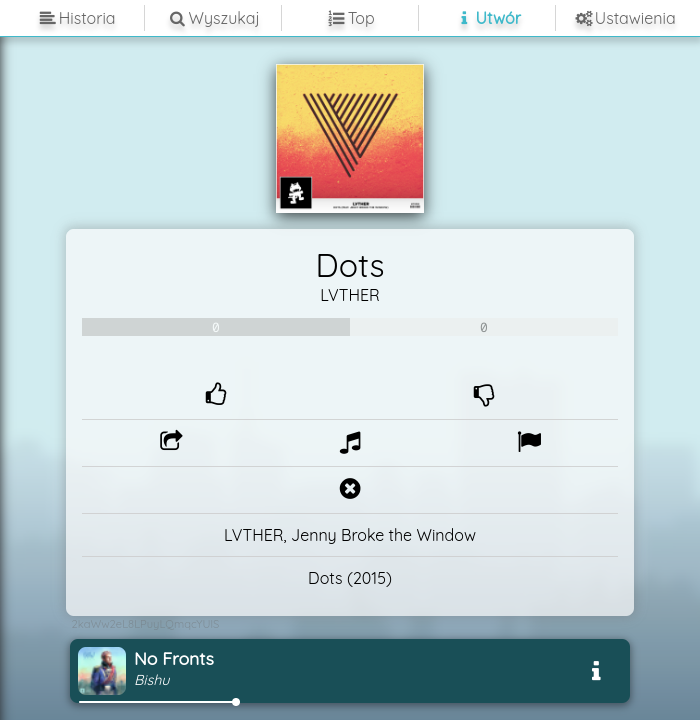 Historia
Wyszukaj
Top
Utwór
Ustawienia
LVTHER
Dots
LVTHER
0
0
LVTHER, Jenny Broke the Window
Dots (2015)
No Fronts
Bishu